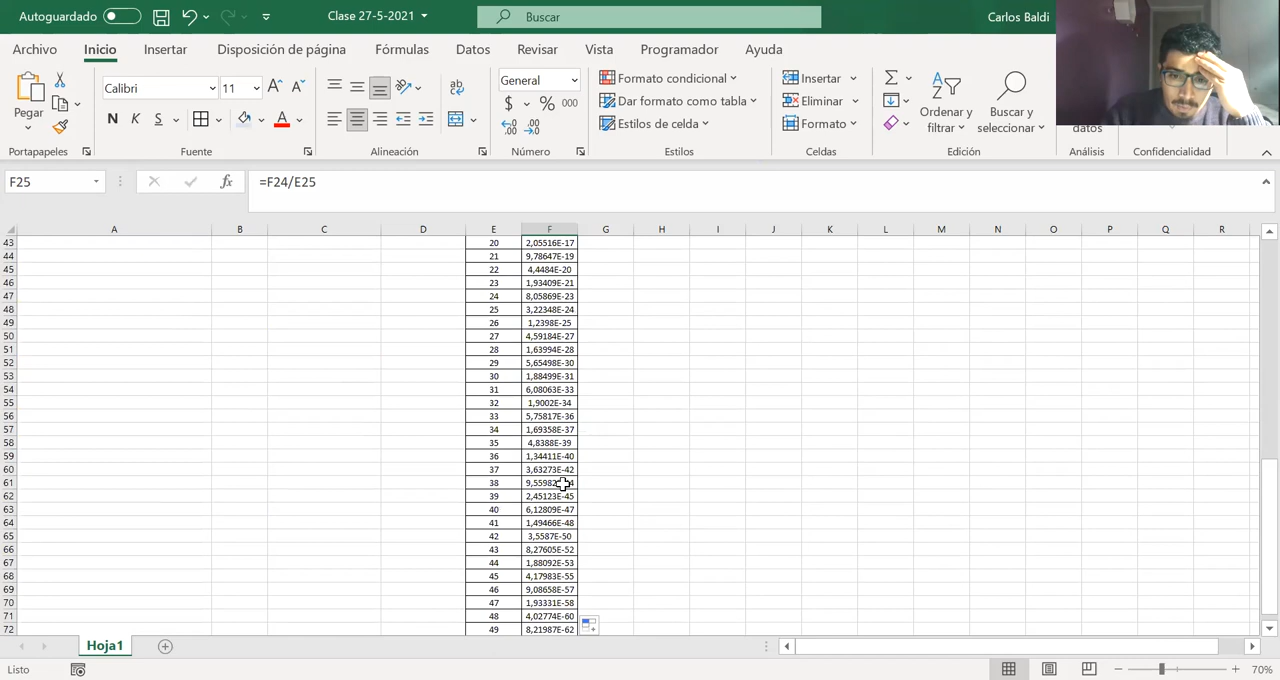 Autoguardado
Clase 27-5-2021
Buscar
Carlos Baldi
Archivo Inicio Insertar Disposición de página Fórmulas Datos Revisar Vista Programador Ayuda
Pegar
Calibri 11
N K S
ab
General
$ % 000
Formato condicional
Dar formato como tabla
Estilos de celda
Insertar
Eliminar
Formato
Ordenar y filtrar
Buscar y seleccionar
datos
Portapapeles Fuente Alineación Número Estilos Celdas Edición Análisis Confidencialidad
F25 fx =F24/E25
A B C D E F G H I J K L M N O P Q R
43 20 2,05516E-17
44 21 9,78647E-19
45 22 4,4484E-20
46 23 1,93409E-21
47 24 8,05869E-23
48 25 3,22348E-24
49 26 1,2398E-25
50 27 4,59184E-27
51 28 1,63994E-28
52 29 5,65498E-30
53 30 1,88499E-31
54 31 6,08063E-33
55 32 1,9002E-34
56 33 5,75817E-36
57 34 1,69358E-37
58 35 4,8388E-39
59 36 1,34411E-40
60 37 3,63273E-42
61 38
62 39 2,45123E-45
63 40 6,12809E-47
64 41 1,49466E-48
65 42 3,5587E-50
66 43 8,27605E-52
67 44 1,88092E-53
68 45 4,17983E-55
69 46 9,08658E-57
70 47 1,93331E-58
71 48 4,02774E-60
72 49 8,21987E-62
Hoja1
Listo
70%